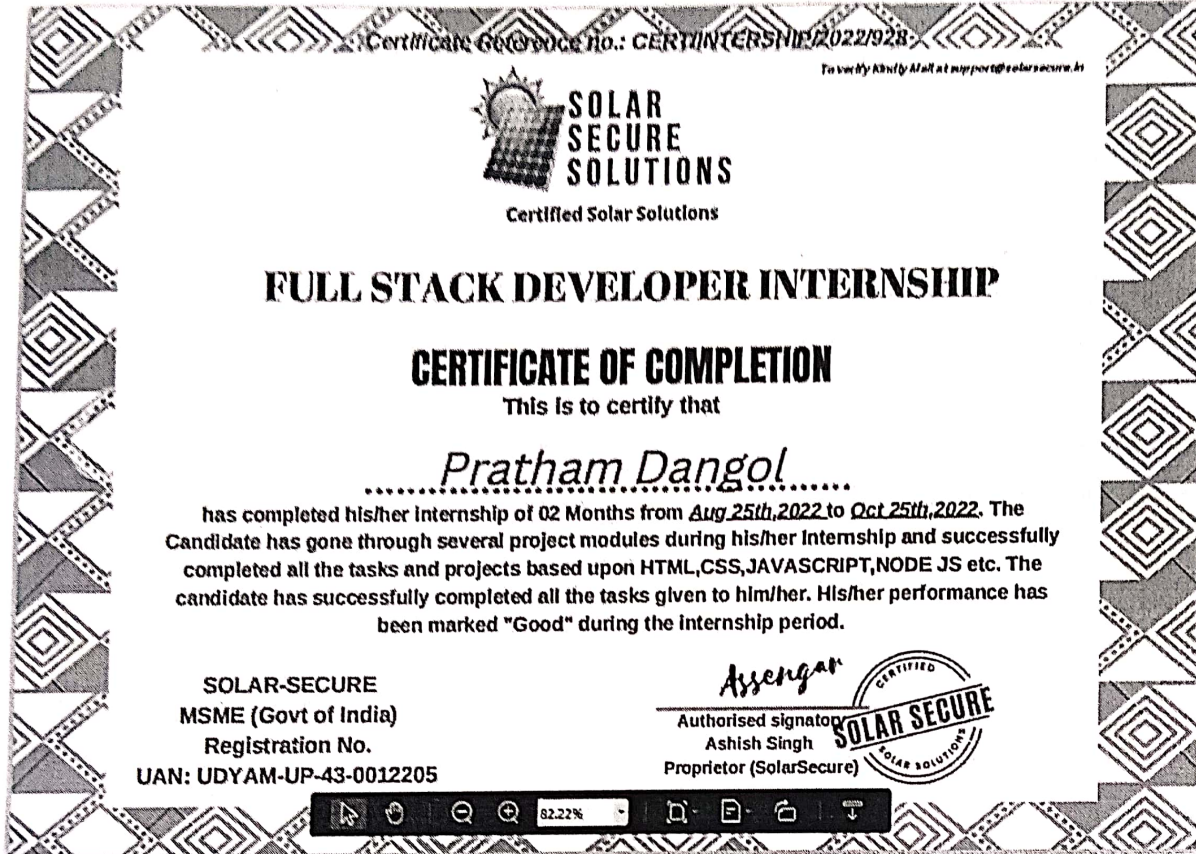 Certificate Reference no.: CERT/INTERSHIP/2022/928
To verify Kindly Mail at support@solarsecure.in
SOLAR
SECURE
SOLUTIONS
Certified Solar Solutions
FULL STACK DEVELOPER INTERNSHIP
CERTIFICATE OF COMPLETION
This is to certify that
Pratham Dangol
has completed his/her internship of 02 Months from Aug 25th,2022 to Oct 25th,2022. The
Candidate has gone through several project modules during his/her Internship and successfully
completed all the tasks and projects based upon HTML,CSS,JAVASCRIPT,NODE JS etc. The
candidate has successfully completed all the tasks given to him/her. His/her performance has
been marked "Good" during the internship period.
SOLAR-SECURE
MSME (Govt of India)
Registration No.
UAN: UDYAM-UP-43-0012205
Assengar
Authorised signatory
Ashish Singh
Proprietor (SolarSecure)
CERTIFIED
SOLAR SECURE
SOLAR SOLUTIONS
82.22%